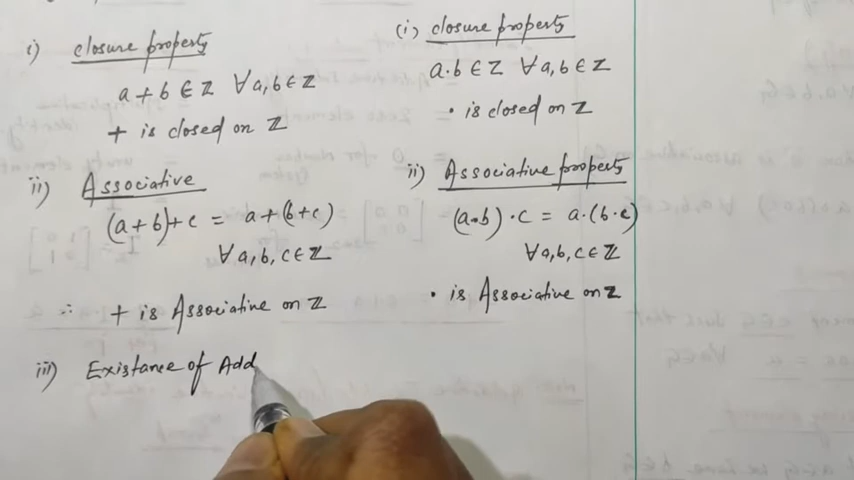 i) closure property
a + b ∈ Z ∀ a, b ∈ Z
+ is closed on Z
ii) Associative
(a+b)+c = a+(b+c)
∀ a, b, c ∈ Z
∴ + is Associative on Z
iii) Existance of Add
(i) closure property
a·b ∈ Z ∀ a, b ∈ Z
· is closed on Z
ii) Associative property
(a·b)·c = a·(b·c)
∀ a, b, c ∈ Z
· is Associative on Z